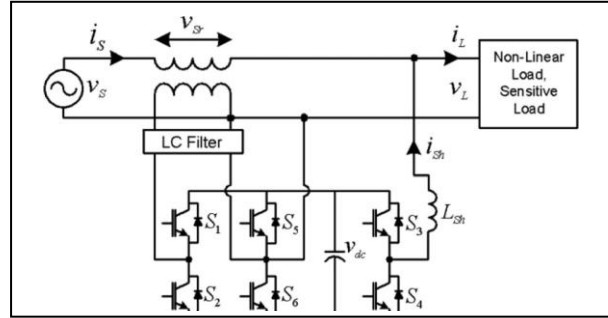 v_Sr
i_S
i_L
Non-Linear
Load,
Sensitive
Load
v_S
v_L
LC Filter
i_Sh
S_1
S_5
S_3
L_Sh
v_dc
S_2
S_6
S_4